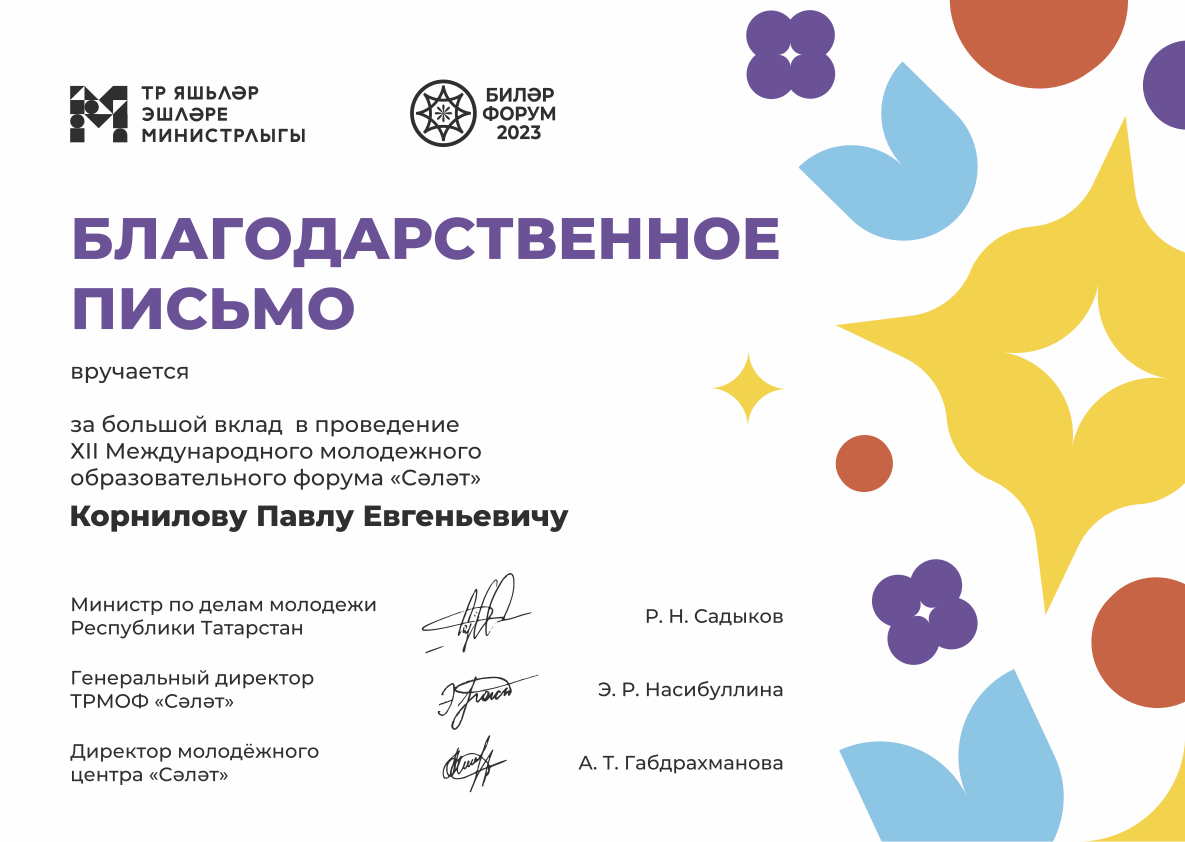 ТР ЯШЬЛӘР
ЭШЛӘРЕ
МИНИСТРЛЫГЫ
БИЛӘР
ФОРУМ
2023
БЛАГОДАРСТВЕННОЕ
ПИСЬМО
вручается
за большой вклад  в проведение
XII Международного молодежного
образовательного форума «Сәләт»
Корнилову Павлу Евгеньевичу
Министр по делам молодежи
Республики Татарстан
Р. Н. Садыков
Генеральный директор
ТРМОФ «Сәләт»
Э. Р. Насибуллина
Директор молодёжного
центра «Сәләт»
А. Т. Габдрахманова